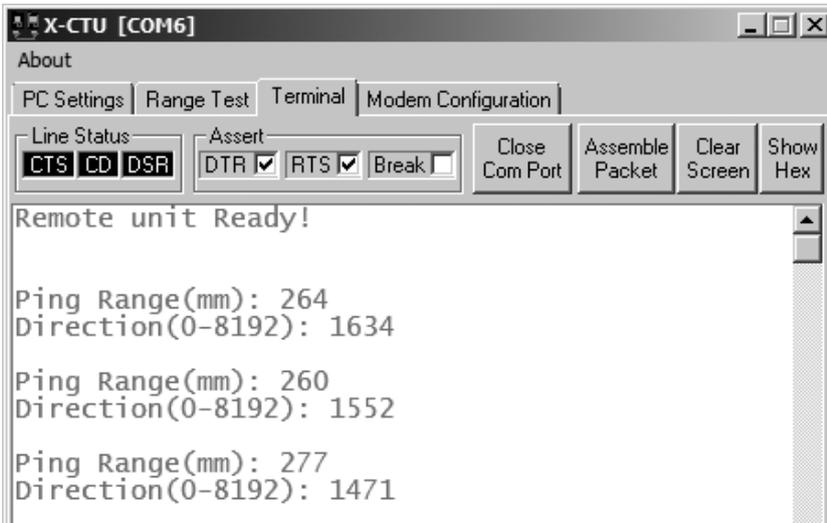 X-CTU [COM6]
About
PC Settings Range Test Terminal Modem Configuration
Line Status Assert
CTS CD DSR DTR RTS Break
Close Com Port
Assemble Packet
Clear Screen
Show Hex
Remote unit Ready!
Ping Range(mm): 264
Direction(0-8192): 1634
Ping Range(mm): 260
Direction(0-8192): 1552
Ping Range(mm): 277
Direction(0-8192): 1471